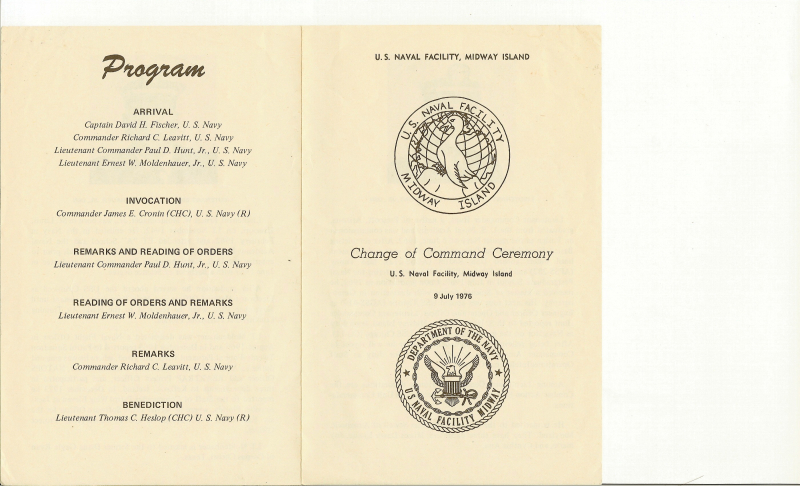 Program
ARRIVAL
Captain David H. Fischer, U. S. Navy
Commander Richard C. Leavitt, U. S. Navy
Lieutenant Commander Paul D. Hunt, Jr., U. S. Navy
Lieutenant Ernest W. Moldenhauer, Jr., U. S. Navy
INVOCATION
Commander James E. Cronin (CHC), U. S. Navy (R)
REMARKS AND READING OF ORDERS
Lieutenant Commander Paul D. Hunt, Jr., U. S. Navy
READING OF ORDERS AND REMARKS
Lieutenant Ernest W. Moldenhauer, Jr., U. S. Navy
REMARKS
Commander Richard C. Leavitt, U. S. Navy
BENEDICTION
Lieutenant Thomas C. Heslop (CHC) U. S. Navy (R)
U. S. NAVAL FACILITY, MIDWAY ISLAND
U.S. NAVAL FACILITY
MIDWAY ISLAND
Change of Command Ceremony
U. S. Naval Facility, Midway Island
9 July 1976
DEPARTMENT OF THE NAVY
US NAVAL FACILITY MIDWAY